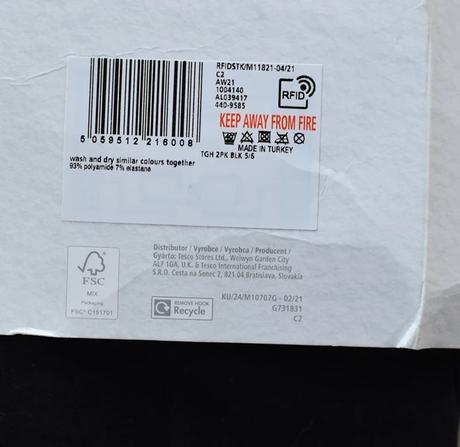 RFIDSTK/M11821-04/21
C2
AW21
1004140
AL039417
440-9585
RFID
KEEP AWAY FROM FIRE
MADE IN TURKEY
TGH 2PK BLK 5/6
5 059512 216008
wash and dry similar colours together
93% polyamide 7% elastane
Distributor / Vyrobce / Vyrobca / Producent /
Gyártó: Tesco Stores Ltd., Welwyn Garden City
AL7 1GA, U.K. & Tesco International Franchising
S.R.O. Cesta na Senec 2, 821 04 Bratislava, Slovakia
FSC
MIX
Packaging
FSC® C151701
REMOVE HOOK
Recycle
KU/24/M10707G - 02/21
G731831
C2